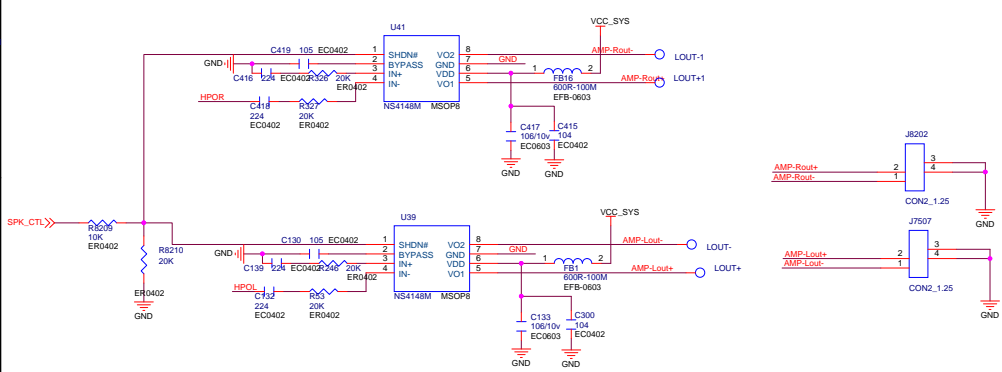 U41
VCC_SYS
C419 105 EC0402
1 SHDN# VO2 8 AMP-Rout- LOUT-1
GND 2 BYPASS GND 7 GND
3 IN+ VDD 6
C416 224 EC0402 R326 20K ER0402
4 IN- VO1 5 AMP-Rout+ LOUT+1
1 2
FB16
600R-100M
EFB-0603
HPOR
C418 R327
224 20K
EC0402 ER0402
NS4148M MSOP8
C417
106/10v
EC0603
C415
104
EC0402
GND GND
J8202
AMP-Rout+ 2 3
AMP-Rout- 1 4
CON2_1.25
GND
SPK_CTL
R8209
10K
ER0402
R8210
20K
ER0402
GND
U39
VCC_SYS
C130 105 EC0402
1 SHDN# VO2 8 AMP-Lout- LOUT-
GND 2 BYPASS GND 7 GND
3 IN+ VDD 6
C139 224 EC0402 R246 20K ER0402
4 IN- VO1 5 AMP-Lout+ LOUT+
1 2
FB1
600R-100M
EFB-0603
HPOL
C132 R53
224 20K
EC0402 ER0402
NS4148M MSOP8
C133
106/10v
EC0603
C300
104
EC0402
GND GND
J7507
AMP-Lout+ 2 3
AMP-Lout- 1 4
CON2_1.25
GND